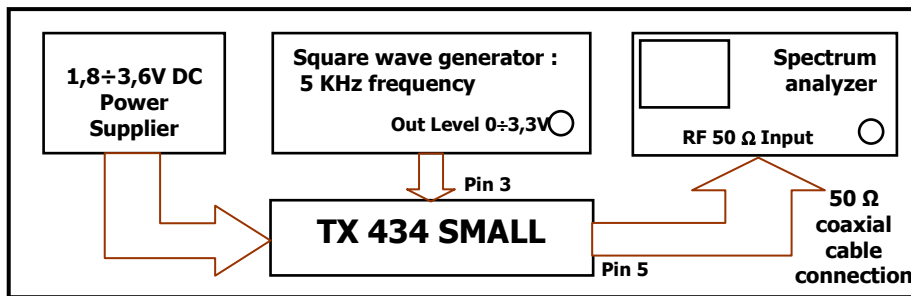 1,8÷3,6V DC
Power
Supplier
Square wave generator :
5 KHz frequency
Out Level 0÷3,3V
Spectrum
analyzer
RF 50 Ω Input
Pin 3
TX 434 SMALL
Pin 5
50 Ω
coaxial
cable
connection